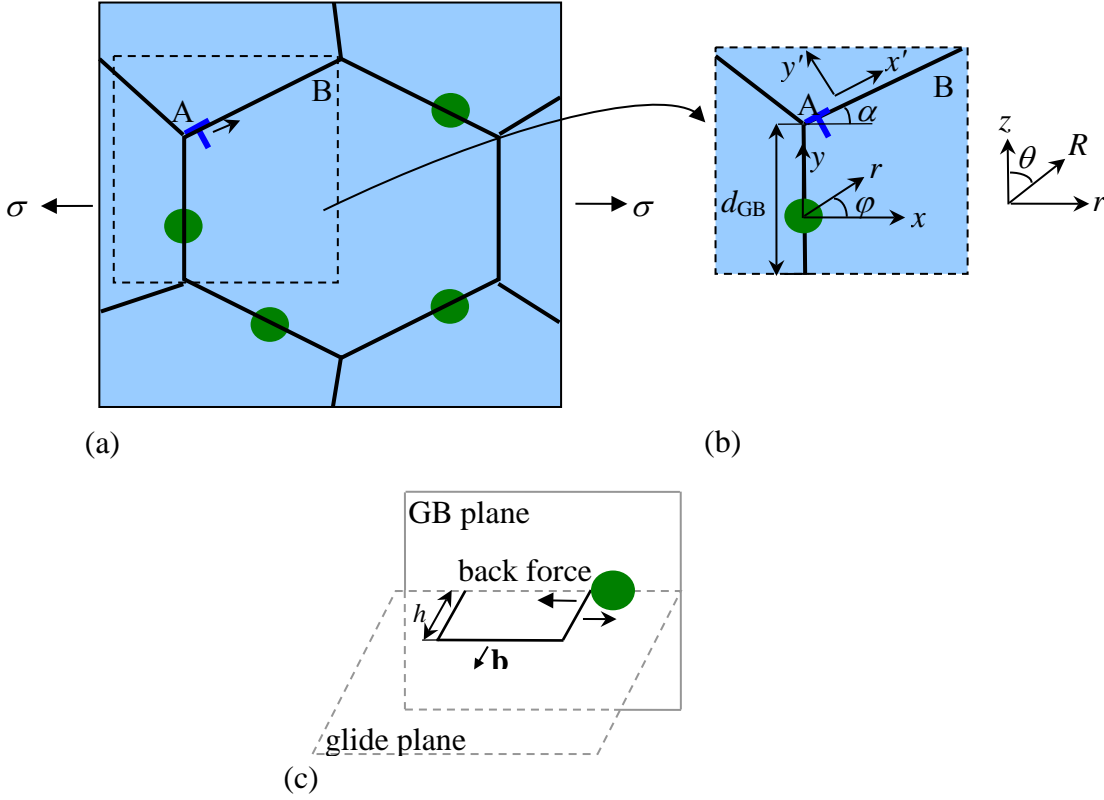 A
B
σ
σ
(a)
y'
x'
A
B
α
y
r
d_GB
φ
x
z
θ
R
r
(b)
GB plane
back force
h
b
glide plane
(c)